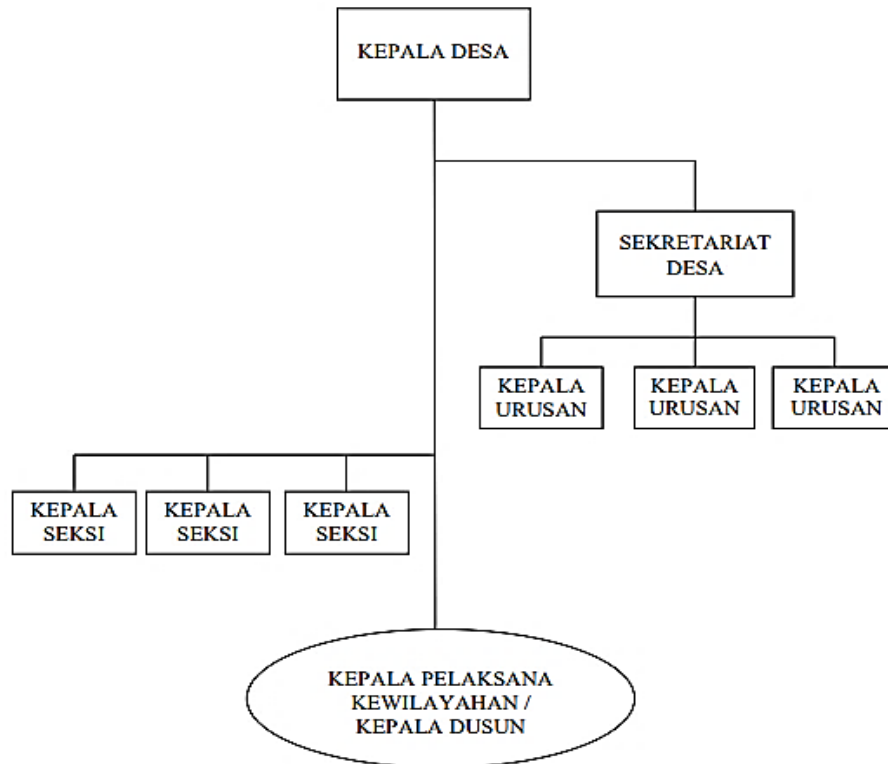 KEPALA DESA
SEKRETARIAT
DESA
KEPALA
URUSAN
KEPALA
URUSAN
KEPALA
URUSAN
KEPALA
SEKSI
KEPALA
SEKSI
KEPALA
SEKSI
KEPALA PELAKSANA
KEWILAYAHAN /
KEPALA DUSUN